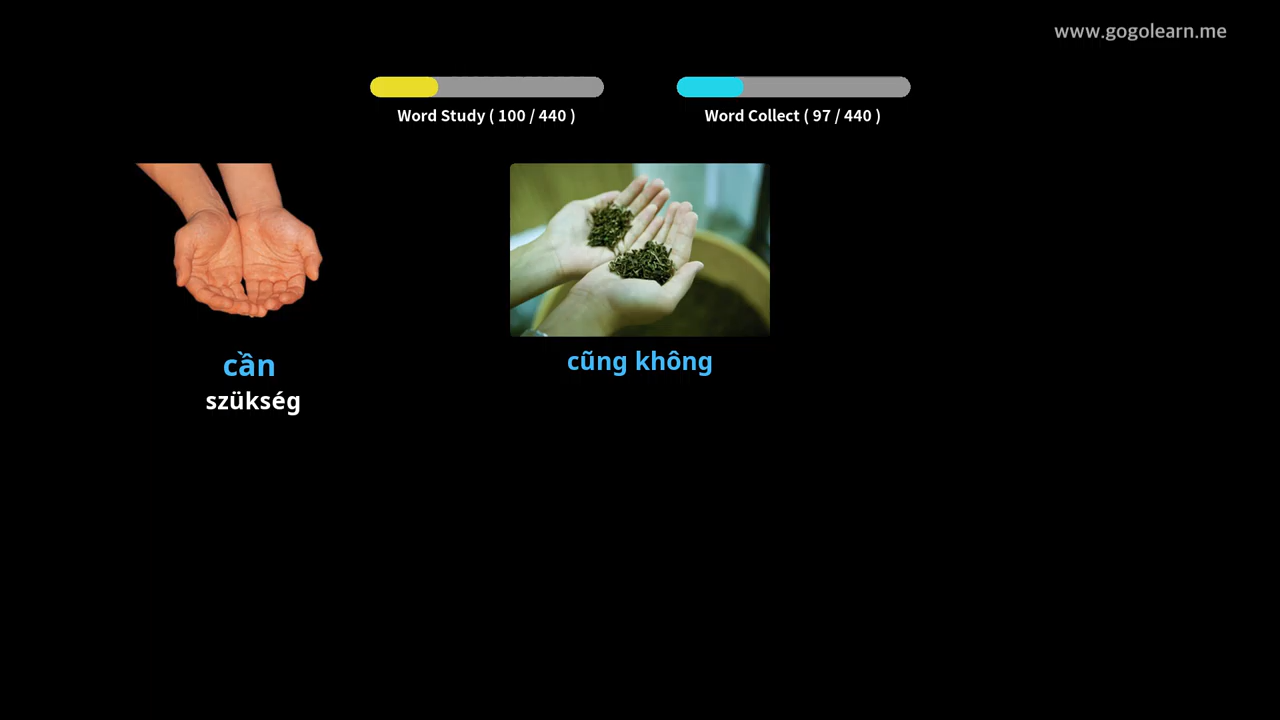 www.gogolearn.me
Word Study ( 100 / 440 )
Word Collect ( 97 / 440 )
cần
szükség
cũng không